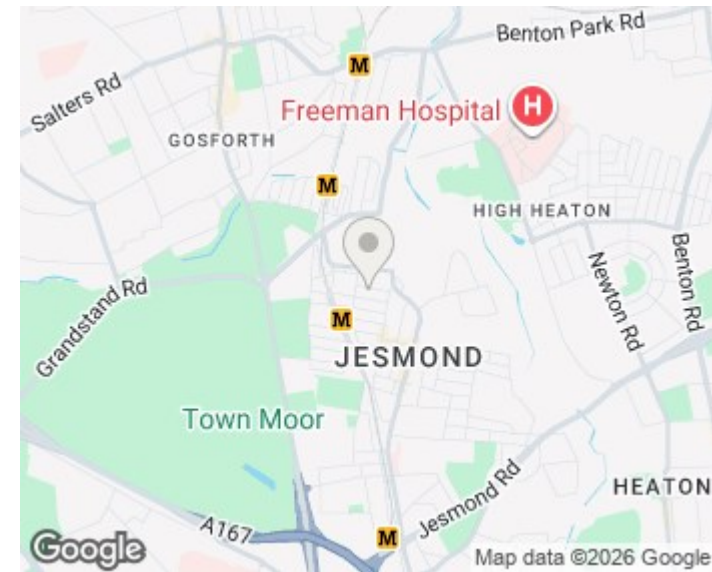 Benton Park Rd
Salters Rd
M
Freeman Hospital H
GOSFORTH
M
HIGH HEATON
Benton Rd
Newton Rd
Grandstand Rd
M
JESMOND
Town Moor
Jesmond Rd
HEATON
A167
M
Google
Map data ©2026 Google